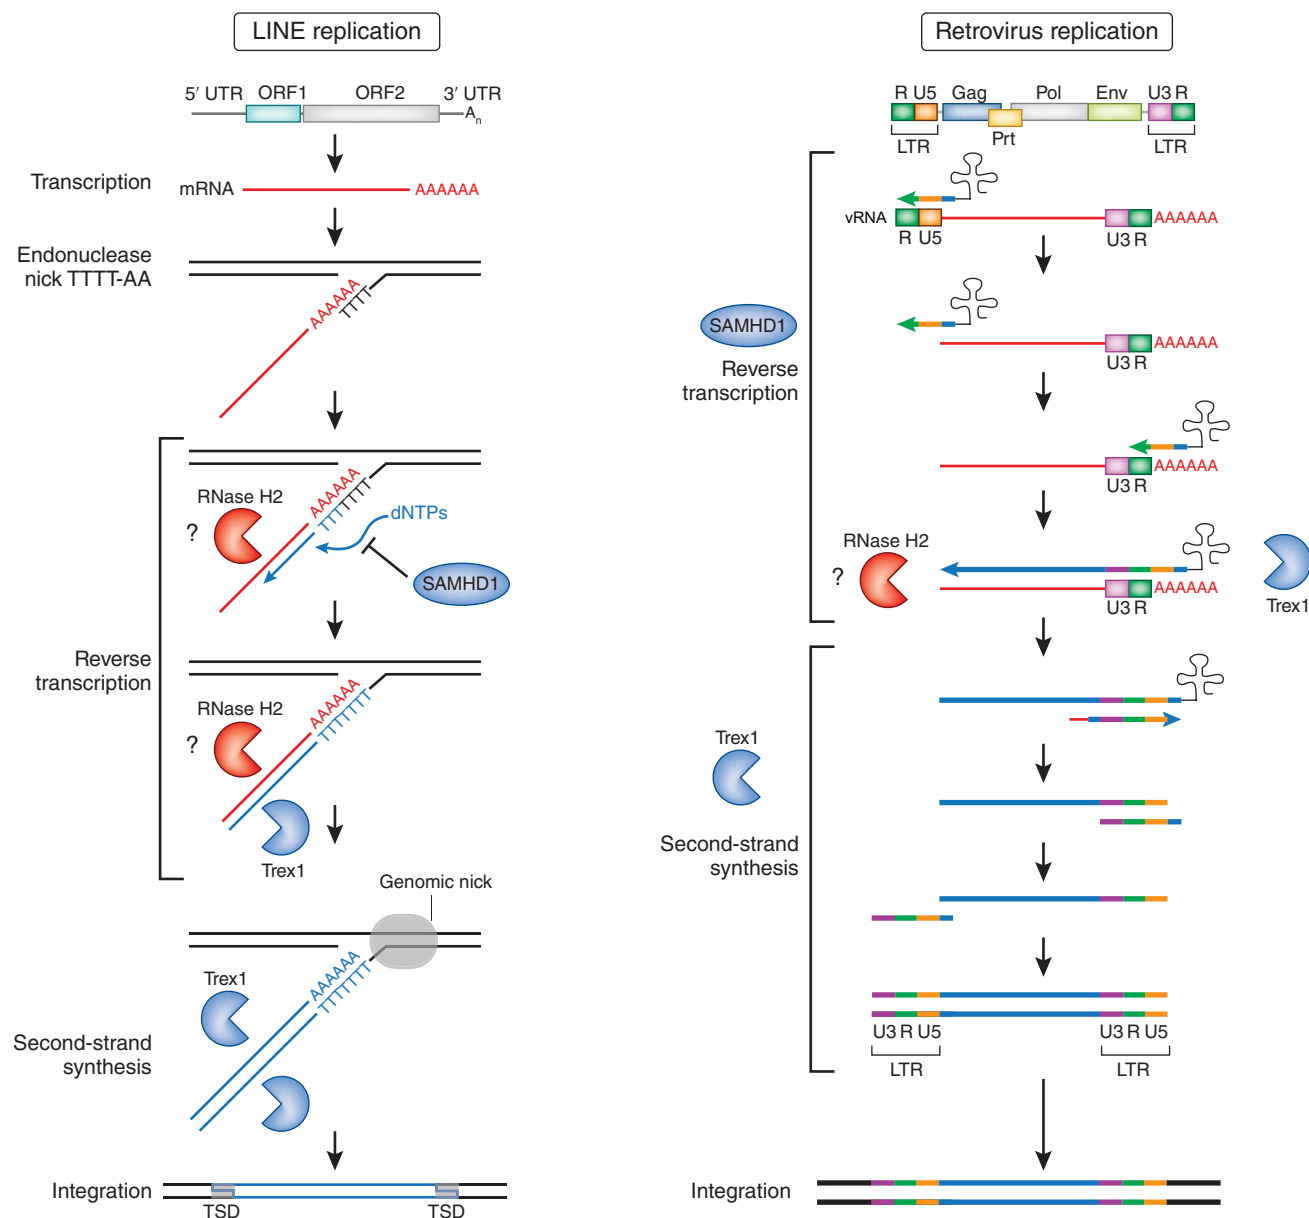 LINE replication
5′ UTR ORF1 ORF2 3′ UTR
An
Transcription
mRNA AAAAAA
Endonuclease
nick TTTT-AA
AAAAAA
TTTT
RNase H2
?
AAAAAA
TTTTTTT
dNTPs
SAMHD1
Reverse
transcription
RNase H2
?
AAAAAA
TTTTTTT
Trex1
Genomic nick
Trex1
AAAAAA
TTTTTTT
Second-strand
synthesis
Integration
TSD TSD
Retrovirus replication
R U5 Gag Pol Env U3 R
LTR Prt LTR
vRNA AAAAAA
R U5 U3 R
SAMHD1
Reverse
transcription
AAAAAA
U3 R
AAAAAA
U3 R
RNase H2
?
AAAAAA
U3 R
Trex1
Trex1
Second-strand
synthesis
U3 R U5 U3 R U5
LTR LTR
Integration